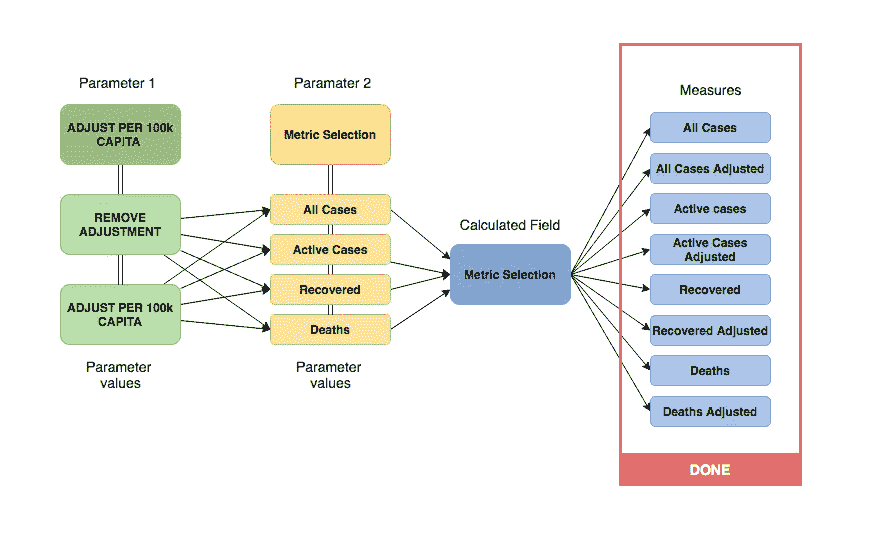 Parameter 1
ADJUST PER 100k
CAPITA
REMOVE
ADJUSTMENT
ADJUST PER 100k
CAPITA
Parameter
values
Paramater 2
Metric Selection
All Cases
Active Cases
Recovered
Deaths
Parameter
values
Calculated Field
Metric Selection
Measures
All Cases
All Cases Adjusted
Active cases
Active Cases
Adjusted
Recovered
Recovered Adjusted
Deaths
Deaths Adjusted
DONE